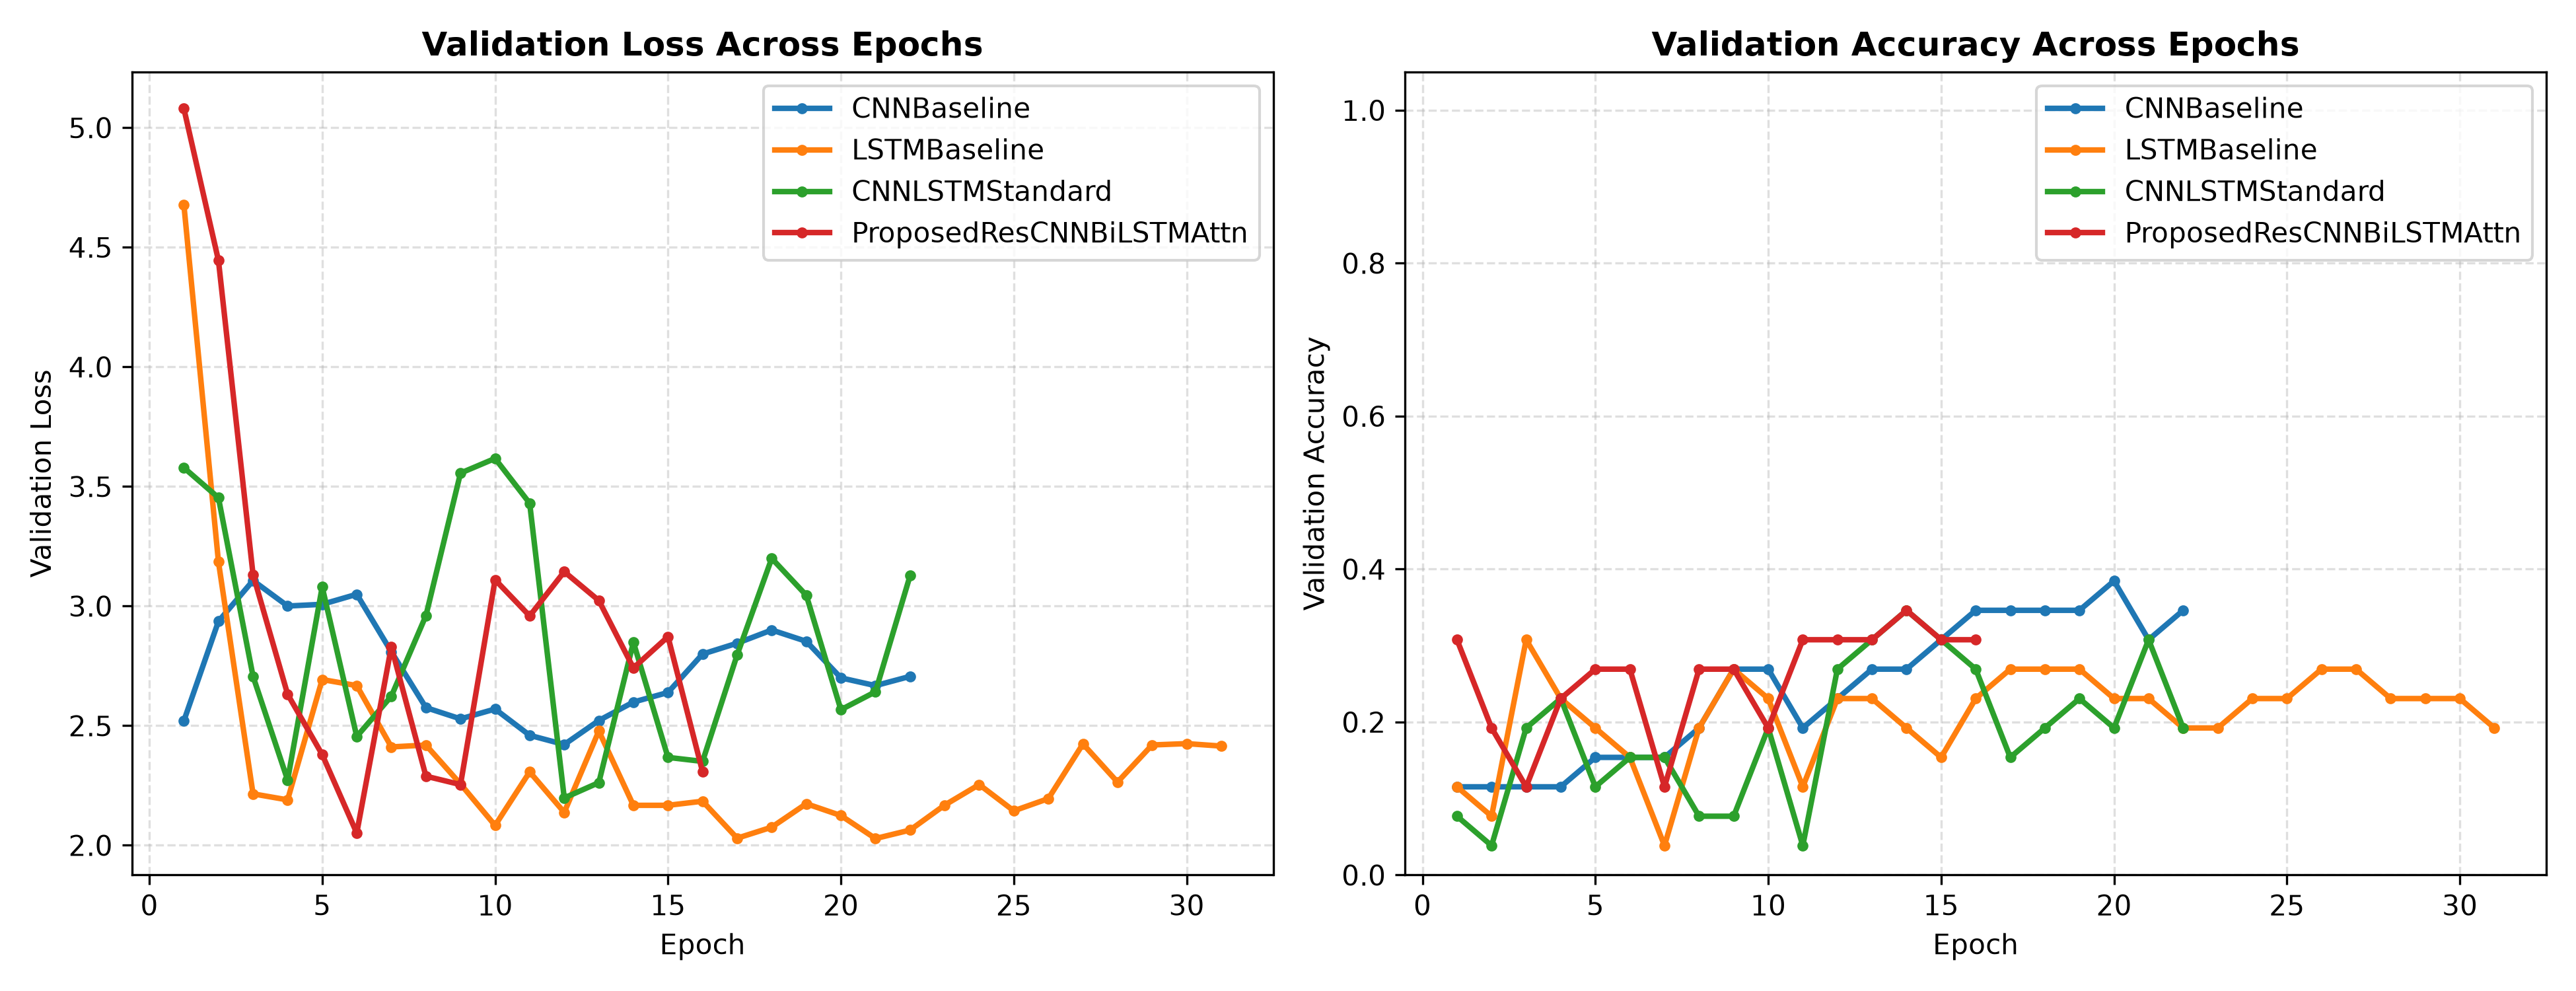 Validation Loss Across Epochs
CNNBaseline
LSTMBaseline
CNNLSTMStandard
ProposedResCNNBiLSTMAttn
Validation Loss
5.0
4.5
4.0
3.5
3.0
2.5
2.0
0 5 10 15 20 25 30
Epoch
Validation Accuracy Across Epochs
CNNBaseline
LSTMBaseline
CNNLSTMStandard
ProposedResCNNBiLSTMAttn
Validation Accuracy
1.0
0.8
0.6
0.4
0.2
0.0
0 5 10 15 20 25 30
Epoch